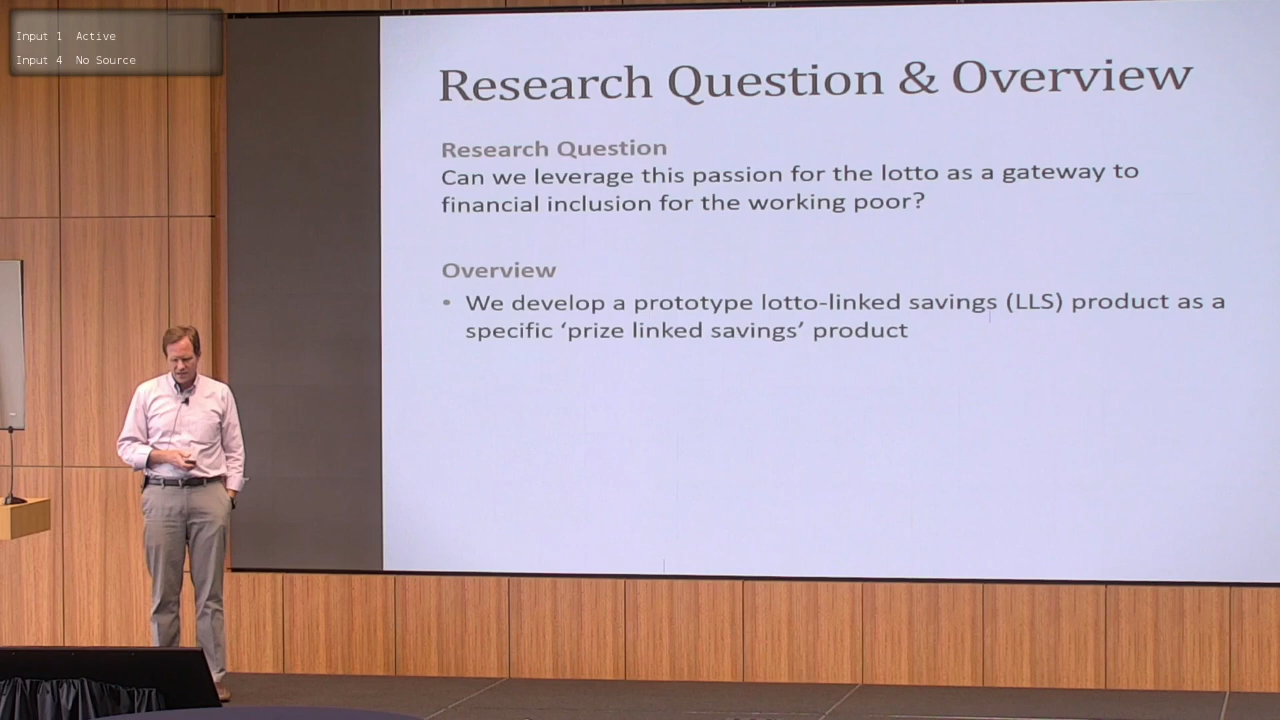 Input 1 Active
Input 4 No Source
Research Question & Overview
Research Question
Can we leverage this passion for the lotto as a gateway to
financial inclusion for the working poor?
Overview
• We develop a prototype lotto-linked savings (LLS) product as a
specific ‘prize linked savings’ product